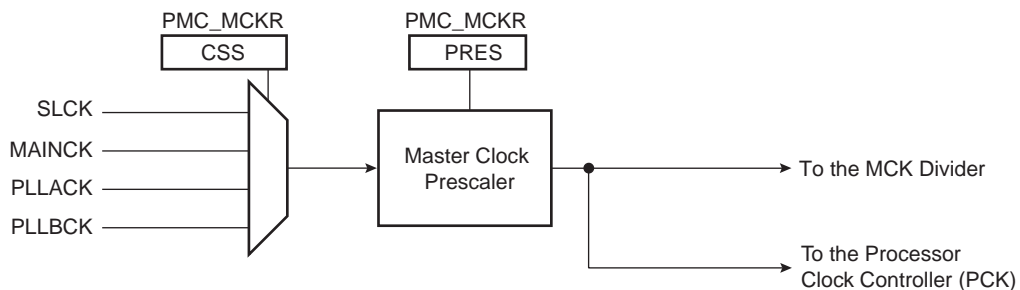 PMC_MCKR
CSS
PMC_MCKR
PRES
SLCK
MAINCK
PLLACK
PLLBCK
Master Clock
Prescaler
To the MCK Divider
To the Processor
Clock Controller (PCK)